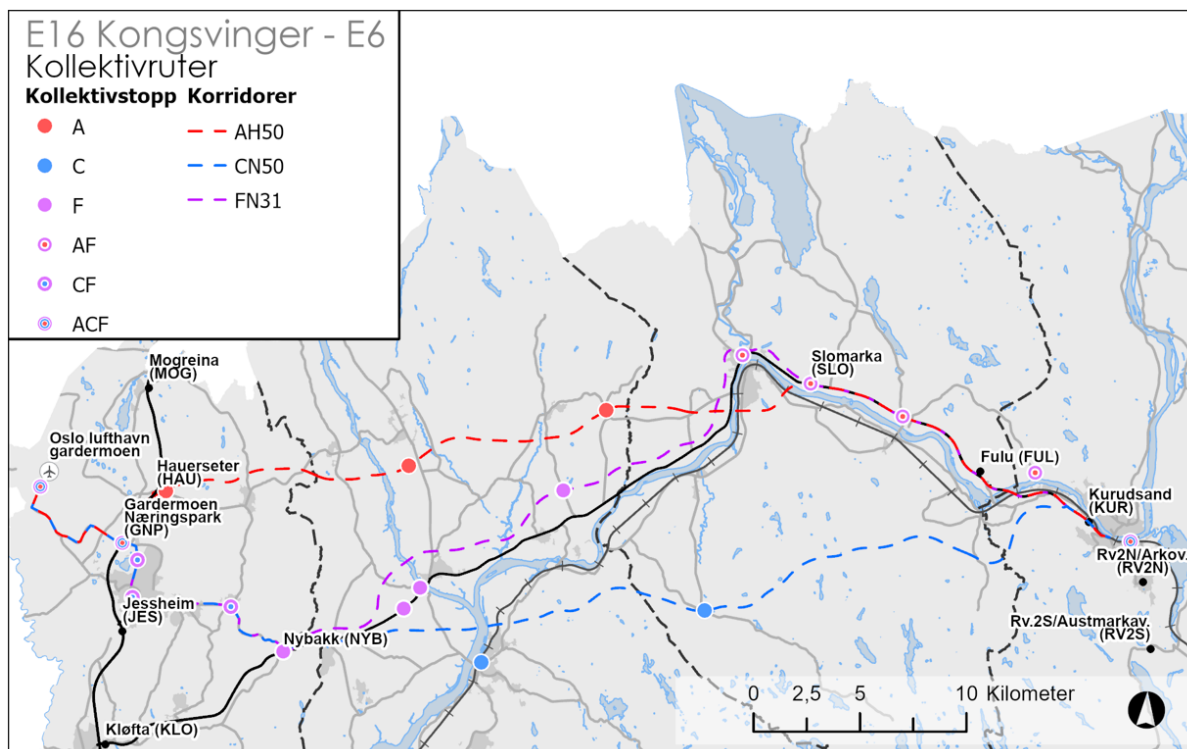 E16 Kongsvinger - E6
Kollektivruter
Kollektivstopp Korridorer
A
AH50
C
CN50
F
FN31
AF
CF
ACF
Mogreina
(MOG)
Oslo lufthavn
gardermoen
Hauerseter
(HAU)
Gardermoen
Næringspark
(GNP)
Jessheim
(JES)
Nybakk (NYB)
Kløfta (KLO)
Slomarka
(SLO)
Fulu (FUL)
Kurudsand
(KUR)
Rv2N/Arkov.
(RV2N)
Rv.2S/Austmarkav.
(RV2S)
0 2,5 5 10 Kilometer